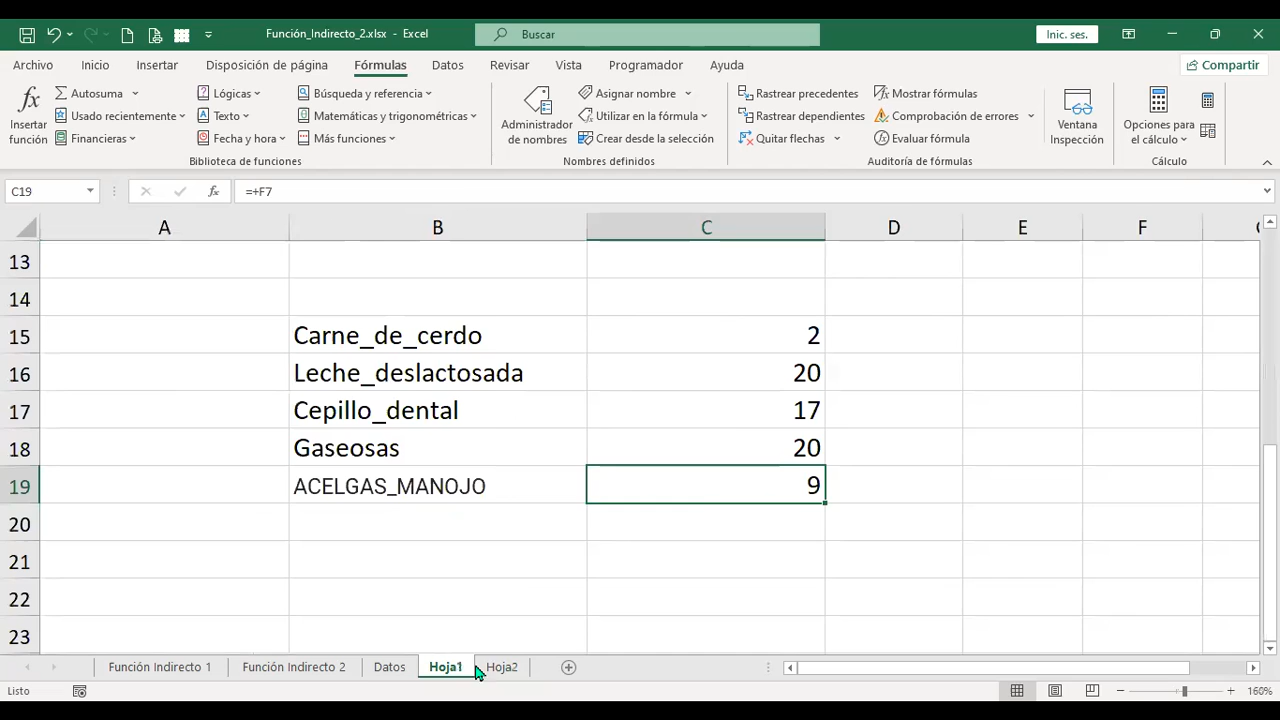 Función_Indirecto_2.xlsx - Excel
Buscar
Inic. ses.
Archivo Inicio Insertar Disposición de página Fórmulas Datos Revisar Vista Programador Ayuda
Compartir
fx
Insertar función
Autosuma
Usado recientemente
Financieras
Lógicas
Texto
Fecha y hora
Búsqueda y referencia
Matemáticas y trigonométricas
Más funciones
Biblioteca de funciones
Administrador de nombres
Asignar nombre
Utilizar en la fórmula
Crear desde la selección
Nombres definidos
Rastrear precedentes
Rastrear dependientes
Quitar flechas
Mostrar fórmulas
Comprobación de errores
Evaluar fórmula
Auditoría de fórmulas
Ventana Inspección
Opciones para el cálculo
Cálculo
C19 fx =+F7
A B C D E F
13
14
15 Carne_de_cerdo 2
16 Leche_deslactosada 20
17 Cepillo_dental 17
18 Gaseosas 20
19 ACELGAS_MANOJO 9
20
21
22
23
Función Indirecto 1 Función Indirecto 2 Datos Hoja1 Hoja2
Listo
160%